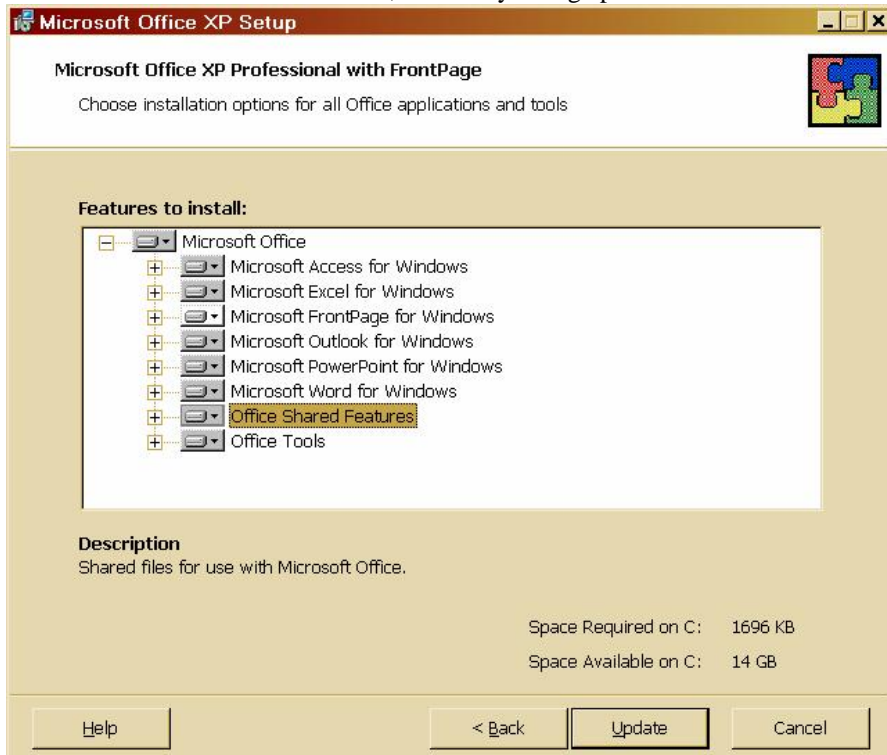 Microsoft Office XP Setup
Microsoft Office XP Professional with FrontPage
Choose installation options for all Office applications and tools
Features to install:
Microsoft Office
Microsoft Access for Windows
Microsoft Excel for Windows
Microsoft FrontPage for Windows
Microsoft Outlook for Windows
Microsoft PowerPoint for Windows
Microsoft Word for Windows
Office Shared Features
Office Tools
Description
Shared files for use with Microsoft Office.
Space Required on C: 1696 KB
Space Available on C: 14 GB
Help < Back Update Cancel